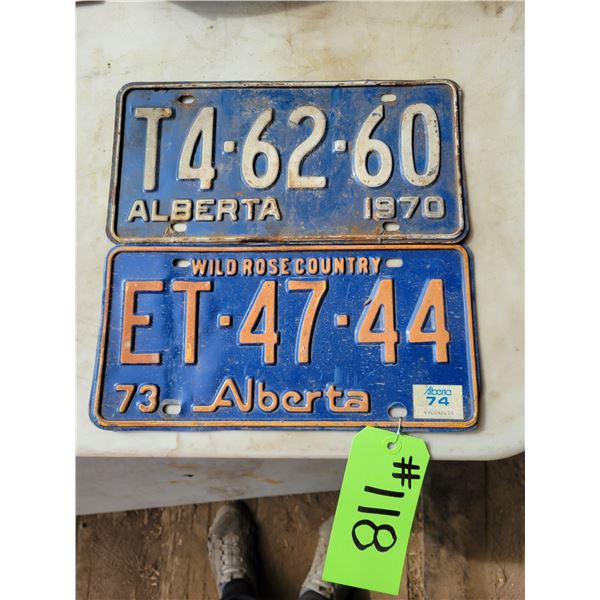 T4·62·60
ALBERTA 1970
WILD ROSE COUNTRY
ET·47·44
73 Alberta
Alberta
74
#118